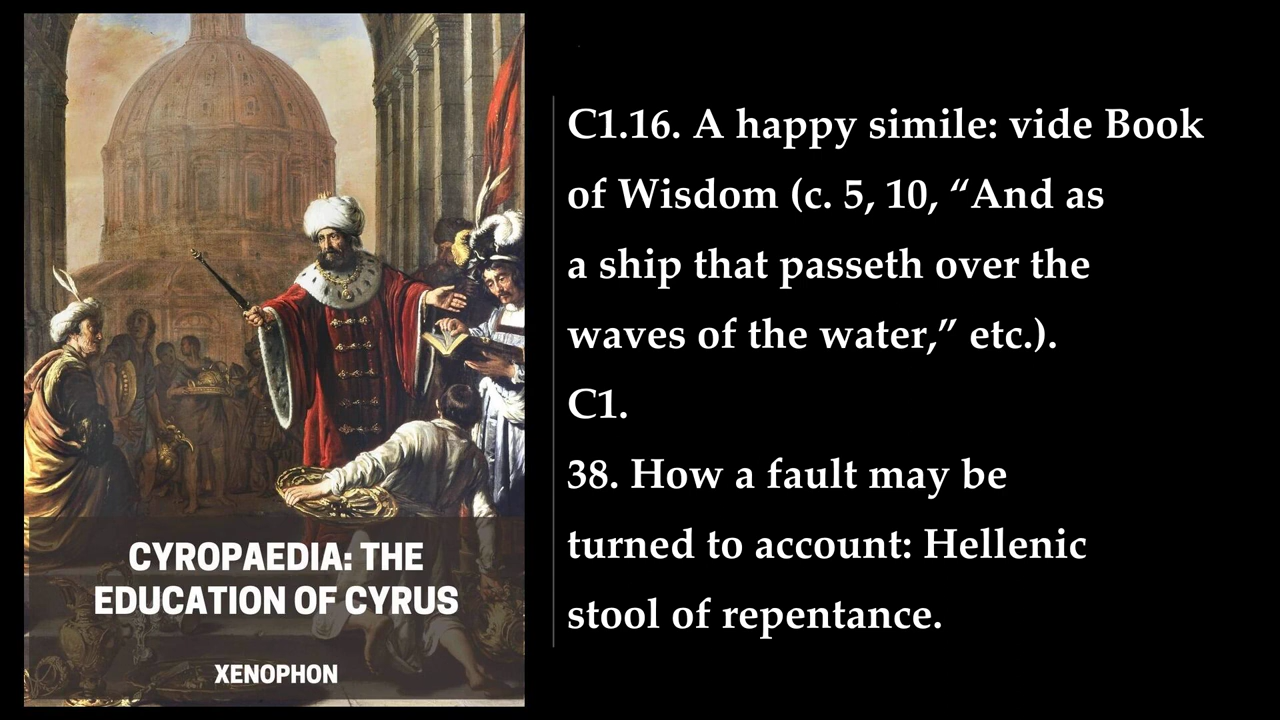 CYROPAEDIA: THE
EDUCATION OF CYRUS
XENOPHON
C1.16. A happy simile: vide Book
of Wisdom (c. 5, 10, “And as
a ship that passeth over the
waves of the water,” etc.).
C1.
38. How a fault may be
turned to account: Hellenic
stool of repentance.